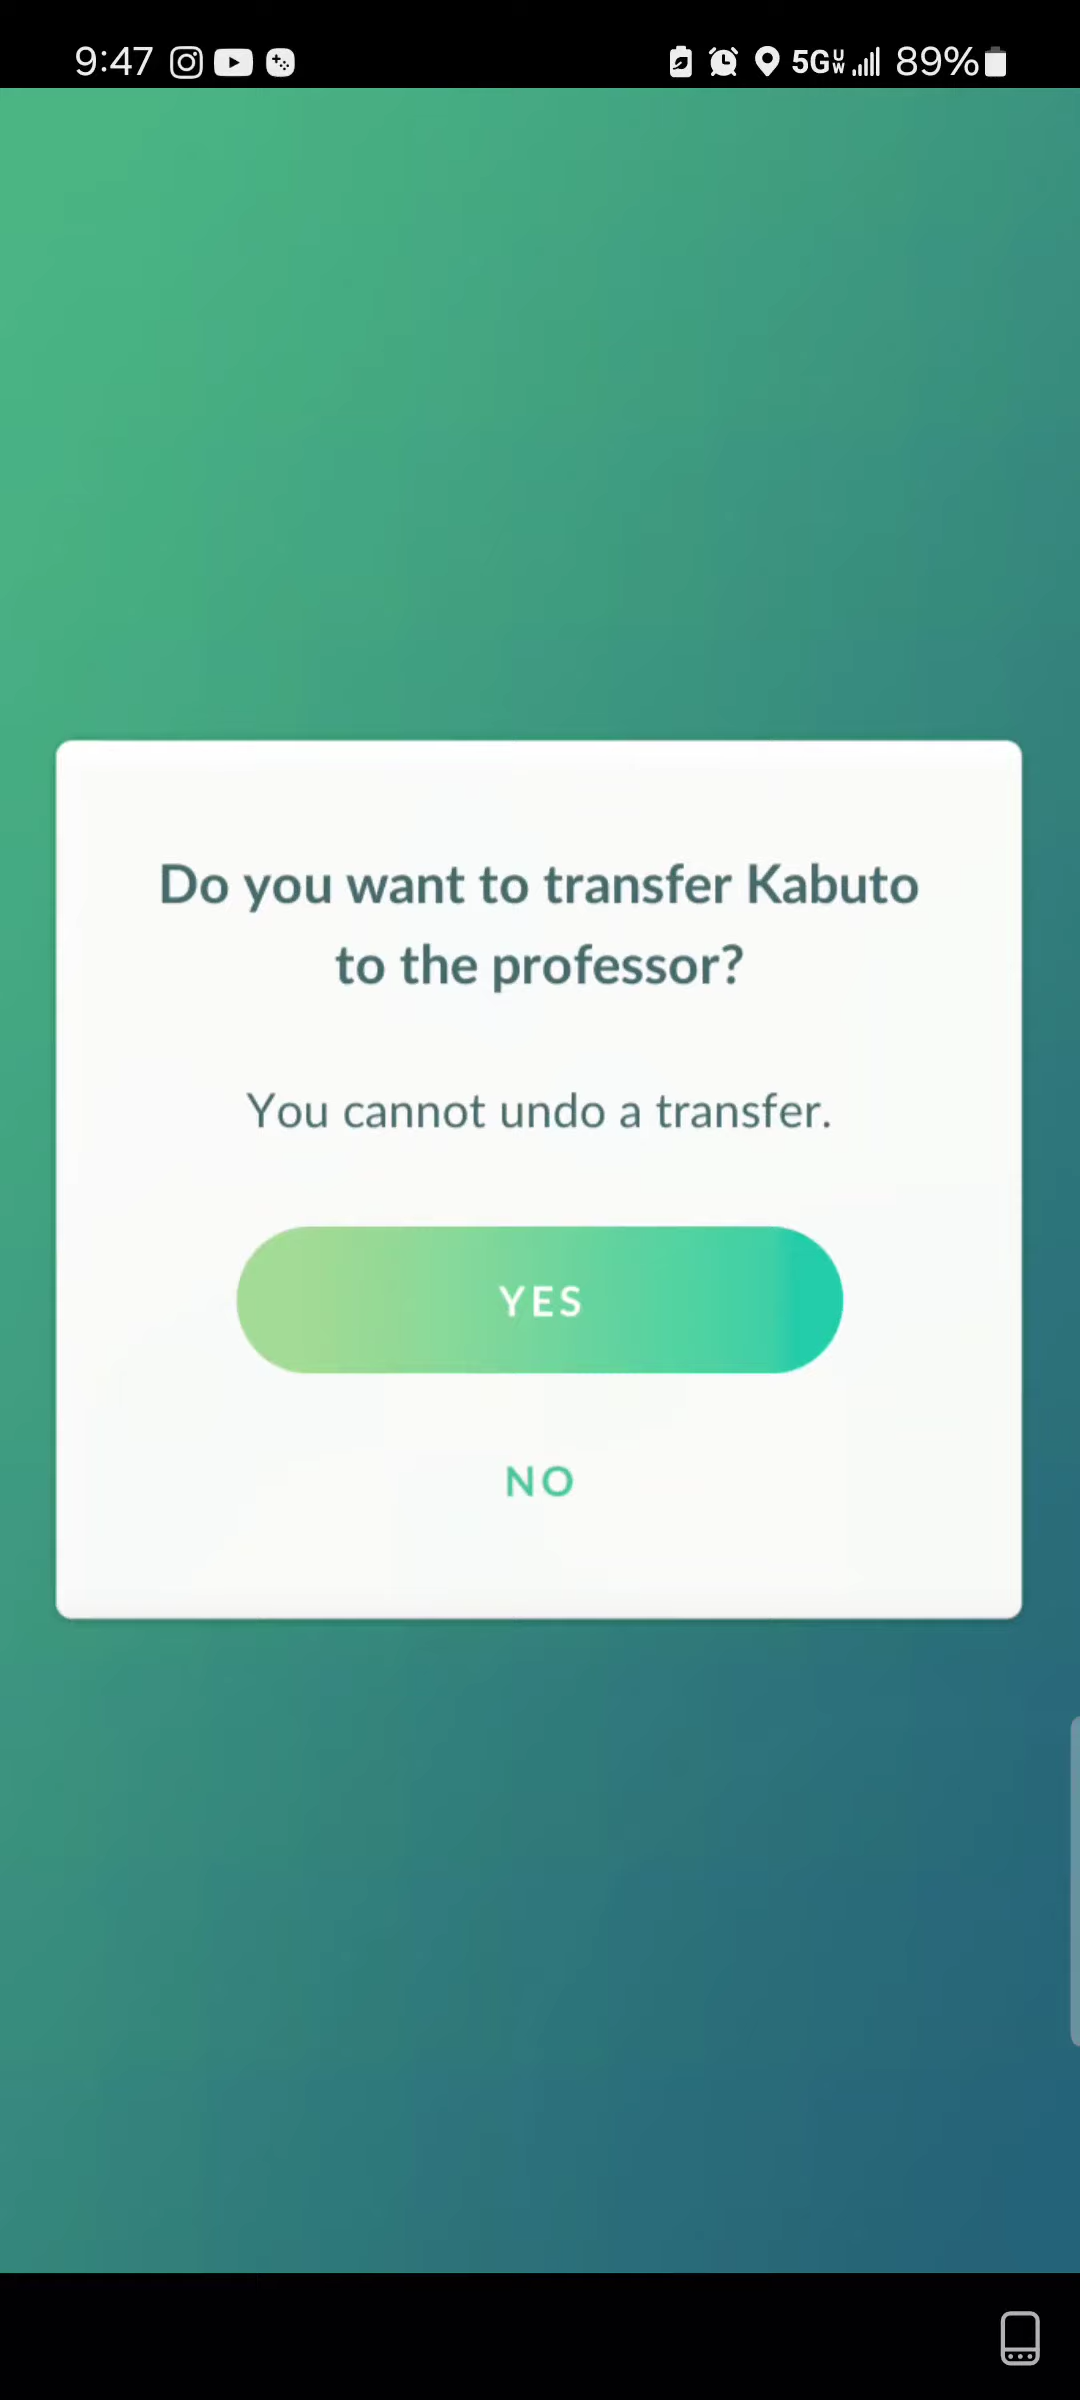 9:47 5G UW 89%
Do you want to transfer Kabuto
to the professor?
You cannot undo a transfer.
YES
NO